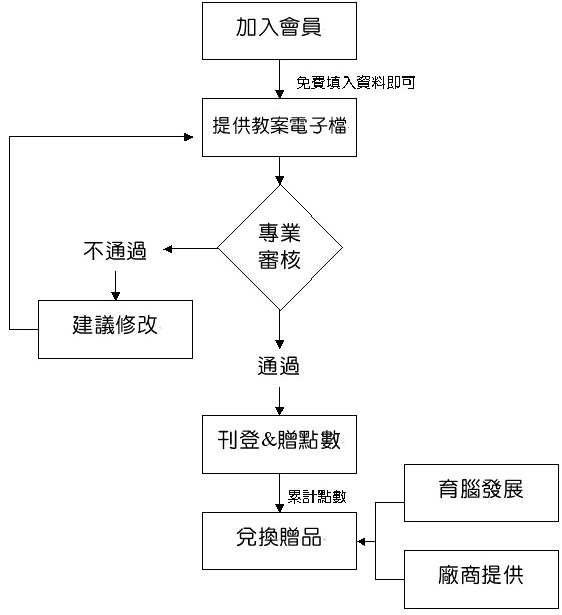 加入會員
免費填入資料即可
提供教案電子檔
專業
審核
不通過
建議修改
通過
刊登&贈點數
累計點數
兌換贈品
育腦發展
廠商提供